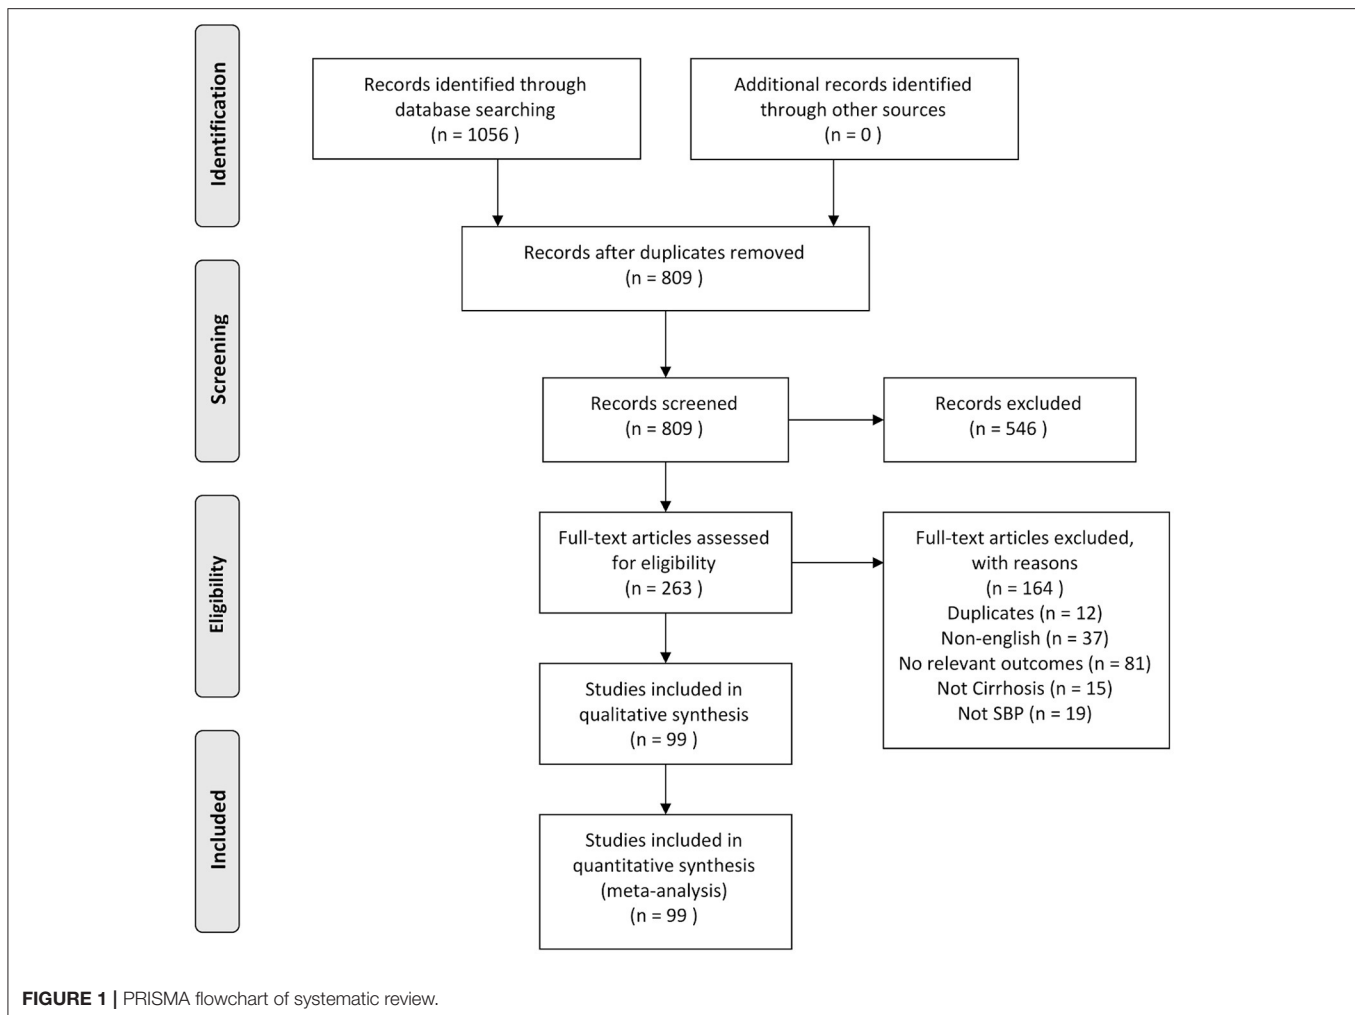 Identification
Records identified through
database searching
(n = 1056 )
Additional records identified
through other sources
(n = 0 )
Records after duplicates removed
(n = 809 )
Screening
Records screened
(n = 809 )
Records excluded
(n = 546 )
Eligibility
Full-text articles assessed
for eligibility
(n = 263 )
Full-text articles excluded,
with reasons
(n = 164 )
Duplicates (n = 12)
Non-english (n = 37)
No relevant outcomes (n = 81)
Not Cirrhosis (n = 15)
Not SBP (n = 19)
Studies included in
qualitative synthesis
(n = 99 )
Included
Studies included in
quantitative synthesis
(meta-analysis)
(n = 99 )
FIGURE 1 | PRISMA flowchart of systematic review.